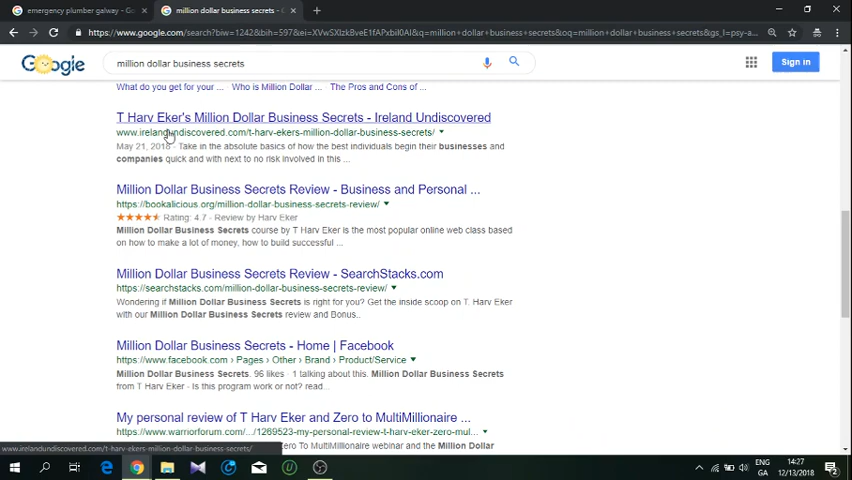 emergency plumber galway - Go
million dollar business secrets - G
https://www.google.com/search?biw=1242&bih=597&ei=XVwSXIzkBveE1fAPxbiI0AI&q=million+dollar+business+secrets&oq=million+dollar+business+secrets&gs_l=psy-a...
Google
million dollar business secrets
Sign in
What do you get for your ... · Who is Million Dollar ... · The Pros and Cons of ...
T Harv Eker's Million Dollar Business Secrets - Ireland Undiscovered
www.irelandundiscovered.com/t-harv-ekers-million-dollar-business-secrets/
May 21, 2018 - Take in the absolute basics of how the best individuals begin their businesses and
companies quick and with next to no risk involved in this ...
Million Dollar Business Secrets Review - Business and Personal ...
https://bookalicious.org/million-dollar-business-secrets-review/
Rating: 4.7 - Review by Harv Eker
Million Dollar Business Secrets course by T Harv Eker is the most popular online web class based
on how to make a lot of money, how to build successful ...
Million Dollar Business Secrets Review - SearchStacks.com
https://searchstacks.com/million-dollar-business-secrets-review/
Wondering if Million Dollar Business Secrets is right for you? Get the inside scoop on T. Harv Eker
with our Million Dollar Business Secrets review and Bonus..
Million Dollar Business Secrets - Home | Facebook
https://www.facebook.com › Pages › Other › Brand › Product/Service
Million Dollar Business Secrets. 96 likes · 1 talking about this. Million Dollar Business Secrets
from T Harv Eker - Is this program work or not? read...
My personal review of T Harv Eker and Zero to MultiMillionaire ...
https://www.warriorforum.com/.../1269523-my-personal-review-t-harv-eker-zero-mul...
Zero To MultiMillionaire webinar and the Million Dollar
www.irelandundiscovered.com/t-harv-ekers-million-dollar-business-secrets/
ENG
GA
14:27
12/13/2018
2